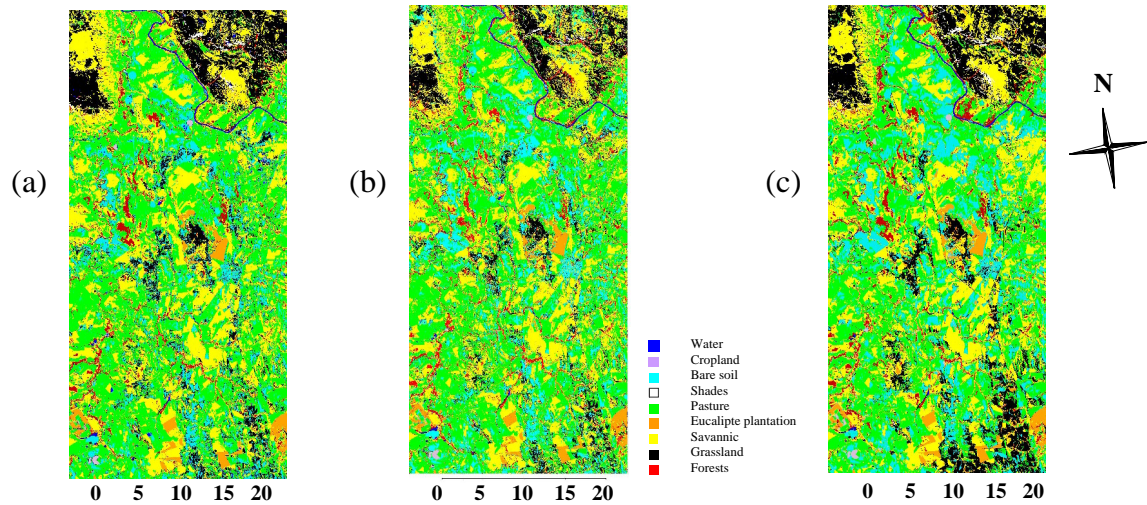 N
(a)
(b)
(c)
Water
Cropland
Bare soil
Shades
Pasture
Eucalipte plantation
Savannic
Grassland
Forests
0 5 10 15 20
0 5 10 15 20
0 5 10 15 20